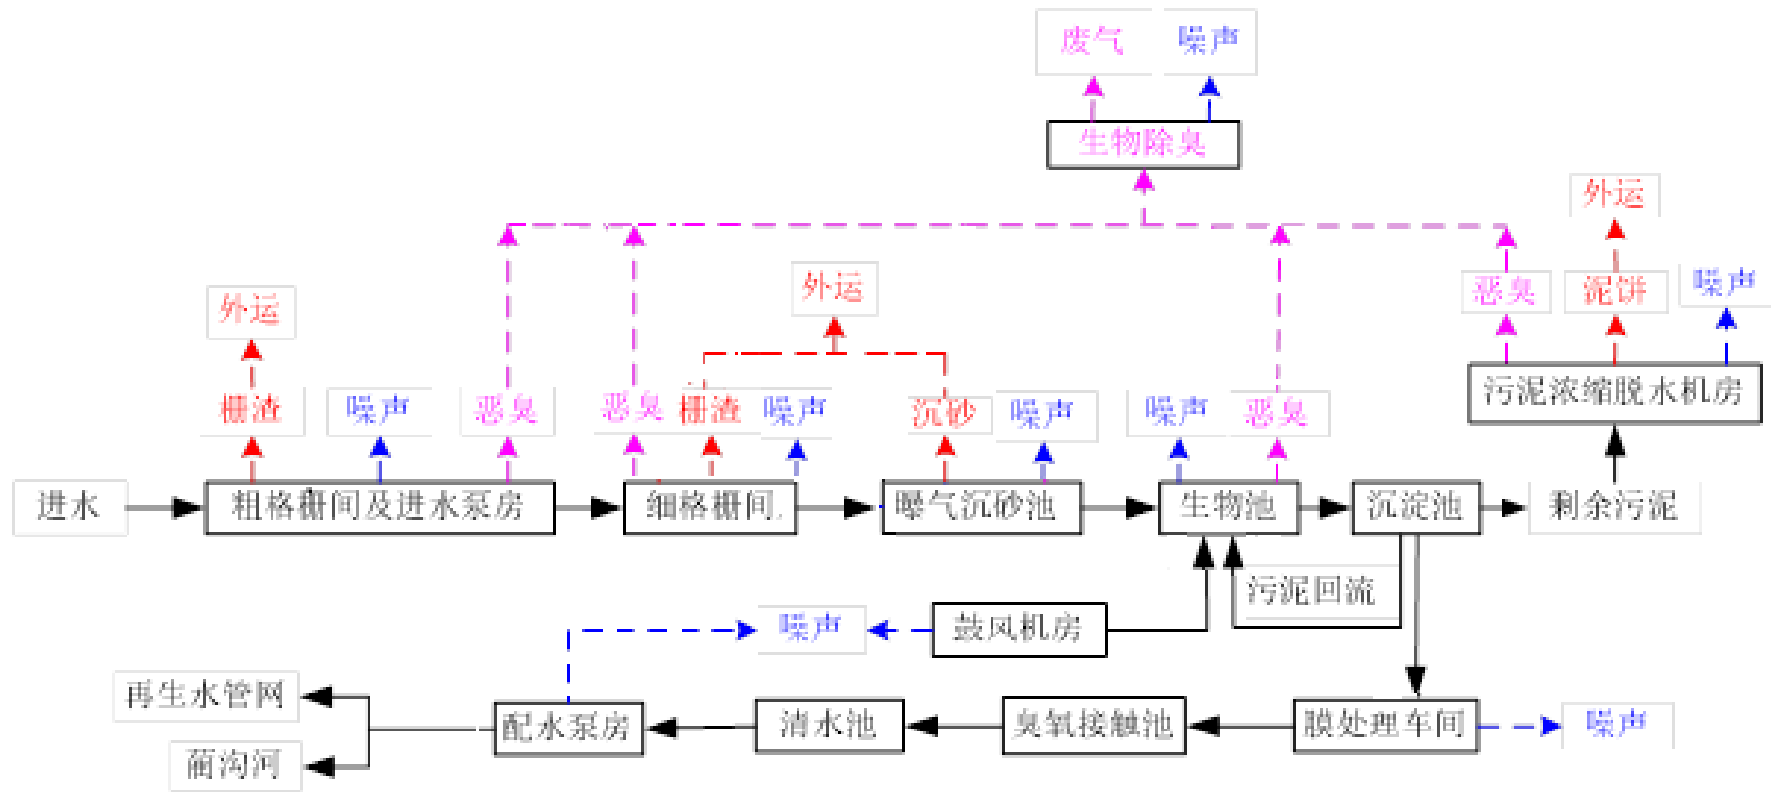 废气 噪声
生物除臭
外运
外运 外运 恶臭 泥饼 噪声
栅渣 噪声 恶臭 恶臭 栅渣 噪声 沉砂 噪声 噪声 恶臭 污泥浓缩脱水机房
进水 粗格栅间及进水泵房 细格栅间 曝气沉砂池 生物池 沉淀池 剩余污泥
污泥回流
噪声 鼓风机房
再生水管网 配水泵房 清水池 臭氧接触池 膜处理车间 噪声
蔺沟河